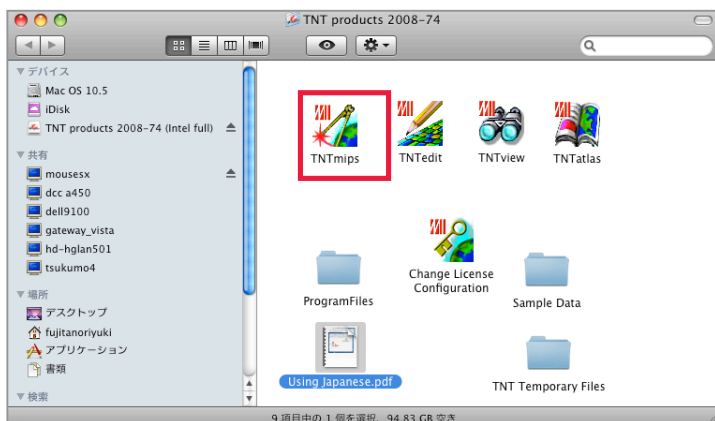 TNT products 2008-74
デバイス
Mac OS 10.5
iDisk
TNT products 2008-74 (Intel full)
共有
mousesx
dcc a450
dell9100
gateway_vista
hd-hglan501
tsukumo4
場所
デスクトップ
fujitanoriyuki
アプリケーション
書類
検索
TNTmips
TNTedit
TNTview
TNTatlas
ProgramFiles
Change License
Configuration
Sample Data
Using Japanese.pdf
TNT Temporary Files
9 項目中の 1 個を選択、94.83 GB 空き